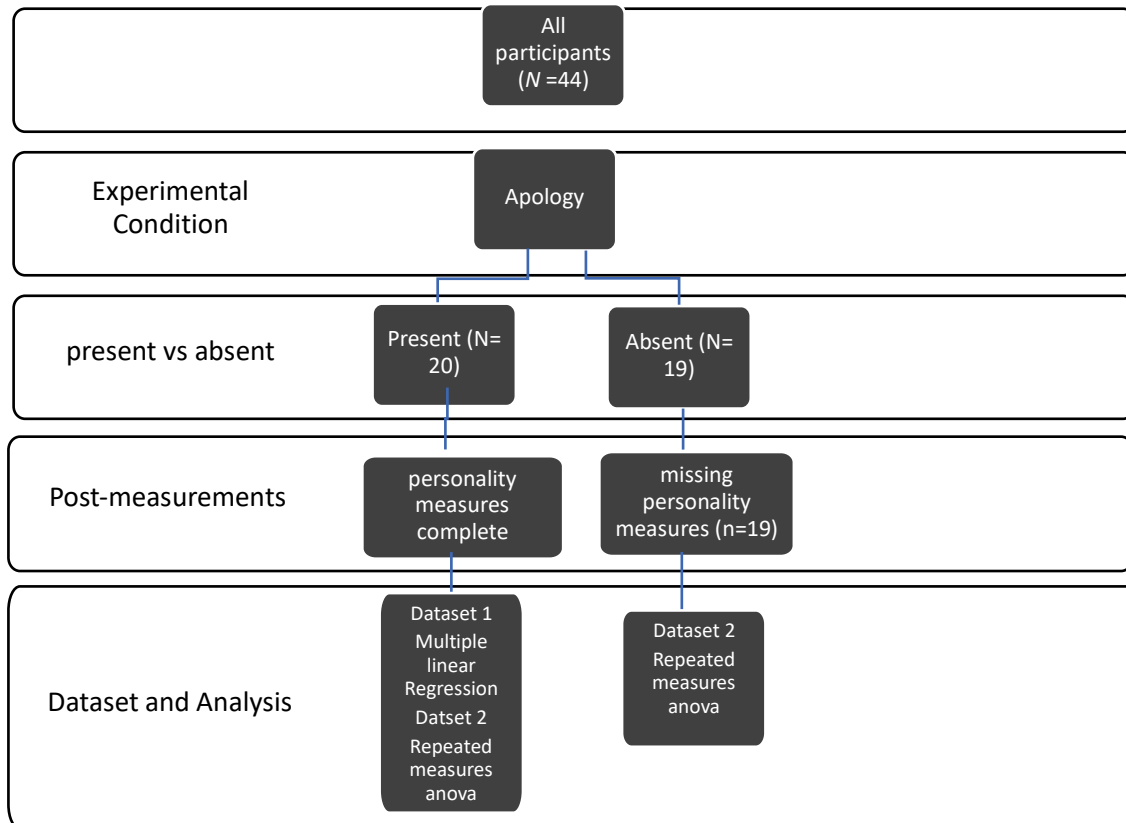 All
participants
(N =44)
Experimental
Condition
Apology
present vs absent
Present (N=
20)
Absent (N=
19)
Post-measurements
personality
measures
complete
missing
personality
measures (n=19)
Dataset and Analysis
Dataset 1
Multiple
linear
Regression
Datset 2
Repeated
measures
anova
Dataset 2
Repeated
measures
anova